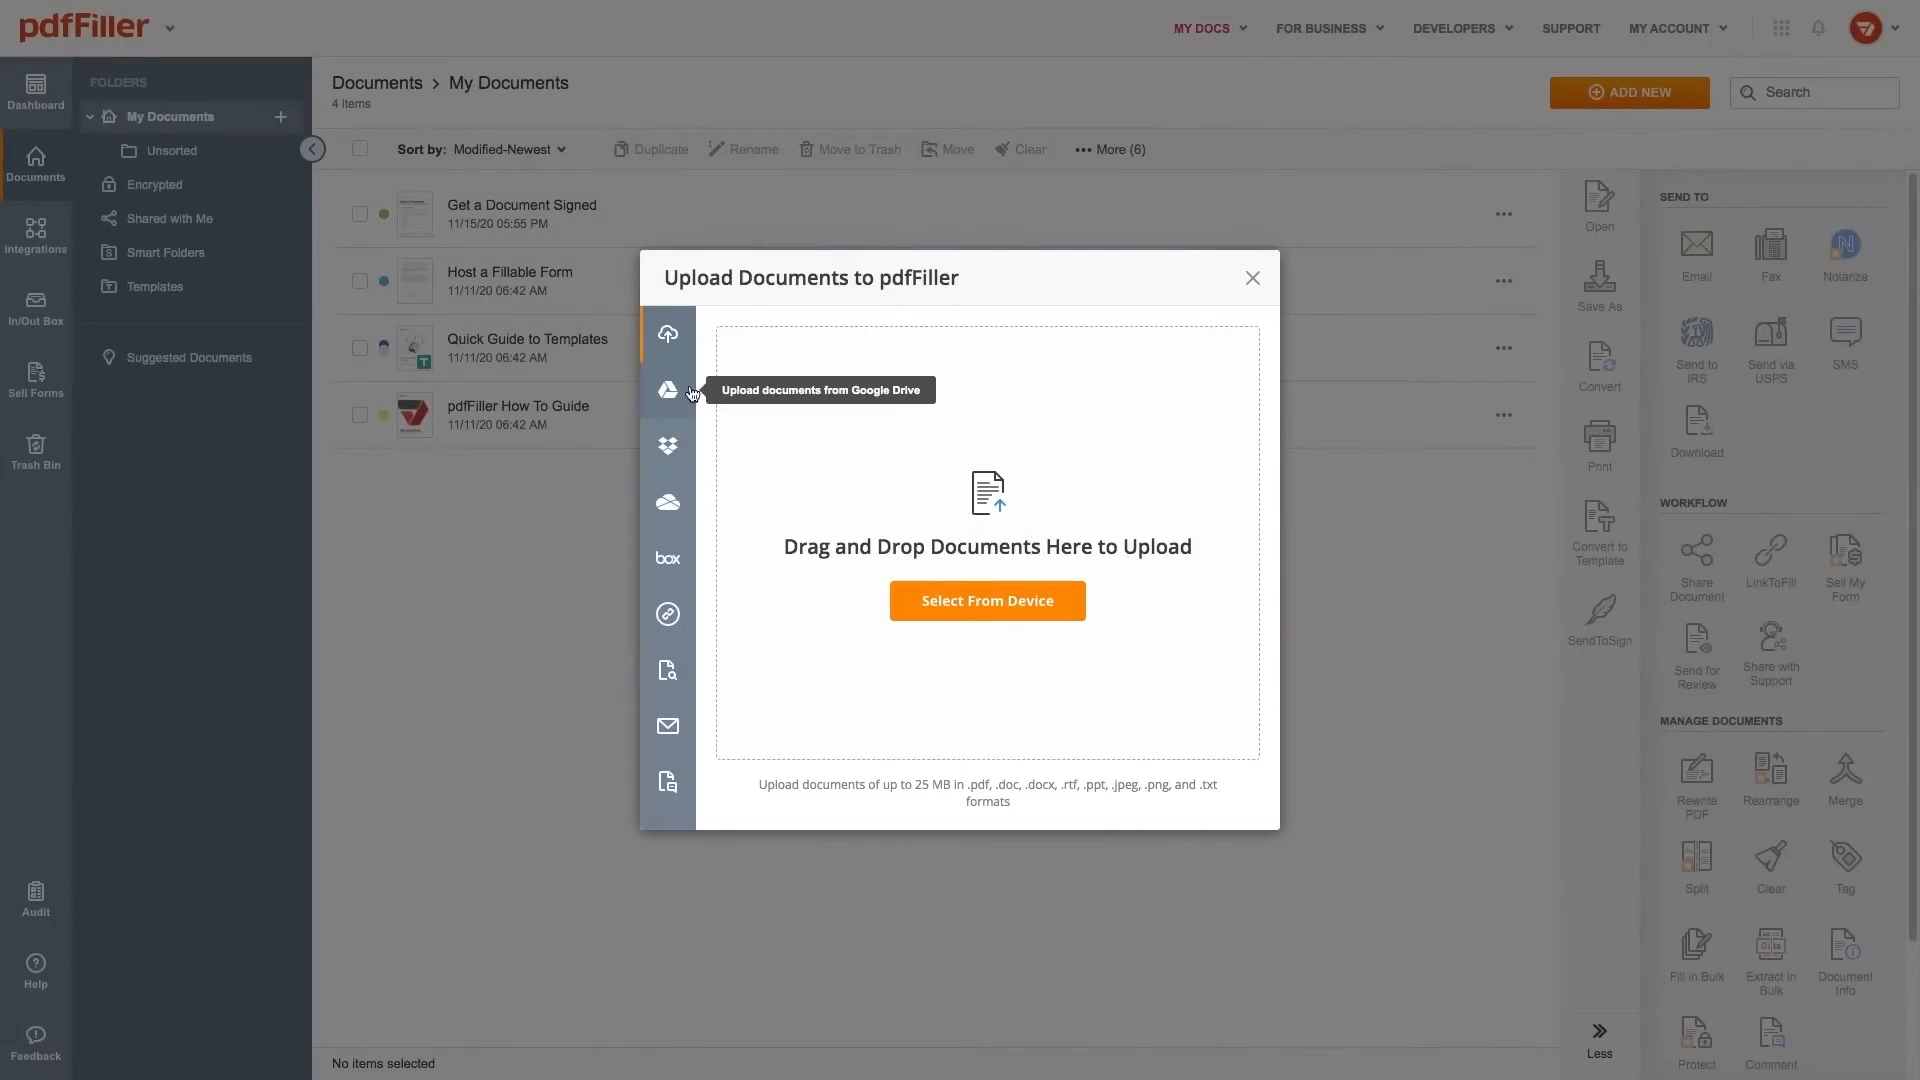 pdfFiller
MY DOCS
FOR BUSINESS
DEVELOPERS
SUPPORT
MY ACCOUNT
Dashboard
Documents
Integrations
In/Out Box
Sell Forms
Trash Bin
Audit
Help
Feedback
FOLDERS
My Documents
Unsorted
Encrypted
Shared with Me
Smart Folders
Templates
Suggested Documents
Documents > My Documents
4 items
ADD NEW
Search
Sort by: Modified-Newest
Duplicate
Rename
Move to Trash
Move
Clear
More (6)
Get a Document Signed
11/15/20 05:55 PM
Host a Fillable Form
11/11/20 06:42 AM
Quick Guide to Templates
11/11/20 06:42 AM
pdfFiller How To Guide
11/11/20 06:42 AM
Upload Documents to pdfFiller
Upload documents from Google Drive
box
Drag and Drop Documents Here to Upload
Select From Device
Upload documents of up to 25 MB in .pdf, .doc, .docx, .rtf, .ppt, .jpeg, .png, and .txt
formats
Open
Save As
Convert
Print
Convert to
Template
SendToSign
Less
SEND TO
Email
Fax
Notarize
Send to
IRS
Send via
USPS
SMS
Download
WORKFLOW
Share
Document
LinkToFill
Sell My
Form
Send for
Review
Share with
Support
MANAGE DOCUMENTS
Rewrite
PDF
Rearrange
Merge
Split
Clear
Tag
Fill in Bulk
Extract in
Bulk
Document
Info
Protect
Comment
No items selected